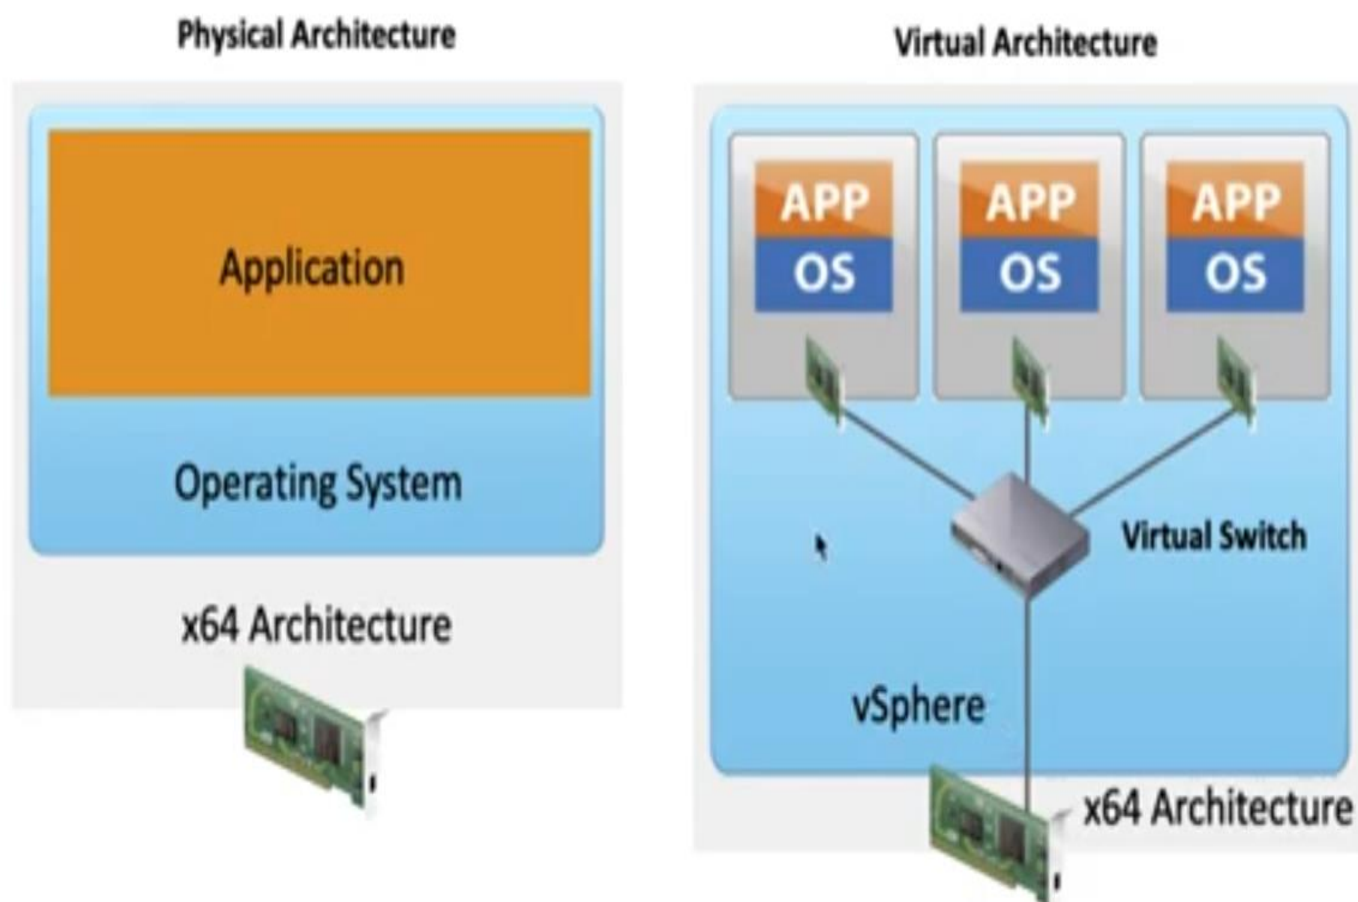 Physical Architecture
Application
Operating System
x64 Architecture
Virtual Architecture
APP
OS
APP
OS
APP
OS
Virtual Switch
vSphere
x64 Architecture